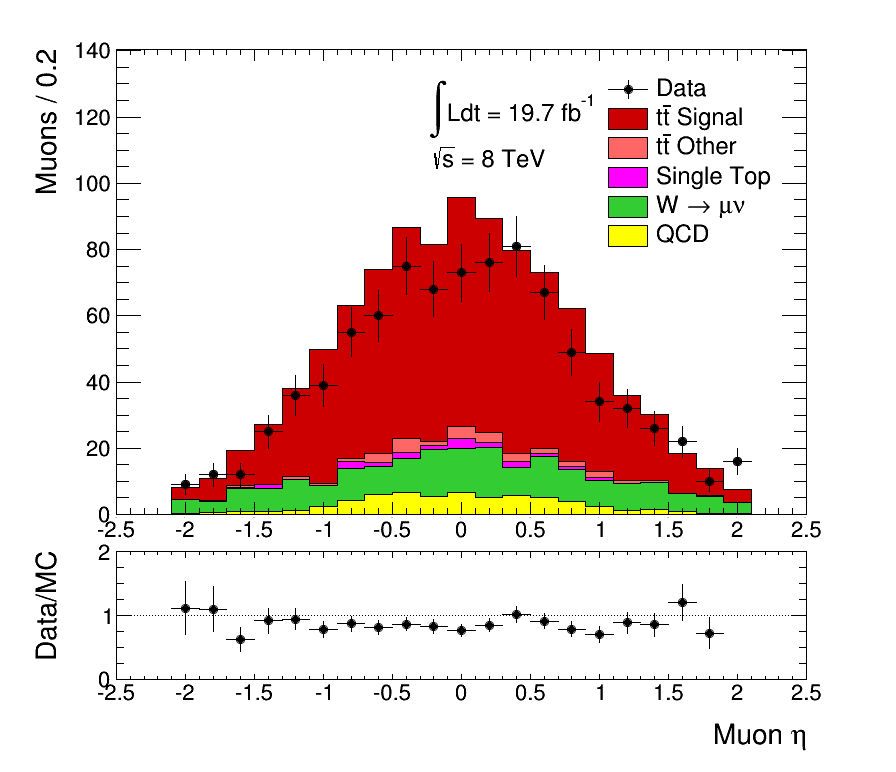 Muons / 0.2
140
120
100
80
60
40
20
0
∫Ldt = 19.7 fb⁻¹
√s = 8 TeV
Data
tt̄ Signal
tt̄ Other
Single Top
W → μν
QCD
-2.5 -2 -1.5 -1 -0.5 0 0.5 1 1.5 2 2.5
Data/MC
2
1
0
-2.5 -2 -1.5 -1 -0.5 0 0.5 1 1.5 2 2.5
Muon η